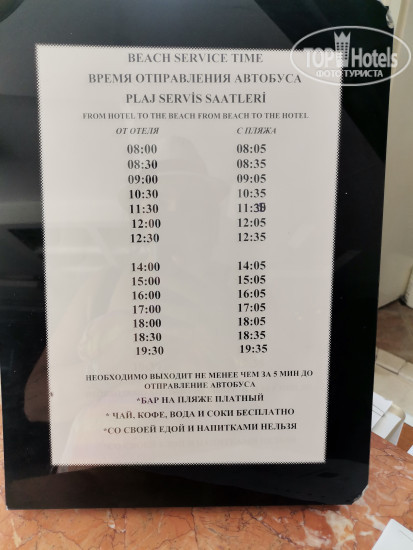 TOP Hotels
ФОТО ТУРИСТА
BEACH SERVICE TIME
ВРЕМЯ ОТПРАВЛЕНИЯ АВТОБУСА
PLAJ SERVİS SAATLERİ
FROM HOTEL TO THE BEACH FROM BEACH TO THE HOTEL
ОТ ОТЕЛЯ С ПЛЯЖА
08:00 08:05
08:30 08:35
09:00 09:05
10:30 10:35
11:30 11:35
12:00 12:05
12:30 12:35
14:00 14:05
15:00 15:05
16:00 16:05
17:00 17:05
18:00 18:05
18:30 18:35
19:30 19:35
НЕОБХОДИМО ВЫХОДИТ НЕ МЕНЕЕ ЧЕМ ЗА 5 МИН ДО
ОТПРАВЛЕНИЕ АВТОБУСА
*БАР НА ПЛЯЖЕ ПЛАТНЫЙ
* ЧАЙ, КОФЕ, ВОДА И СОКИ БЕСПЛАТНО
*СО СВОЕЙ ЕДОЙ И НАПИТКАМИ НЕЛЬЗЯ